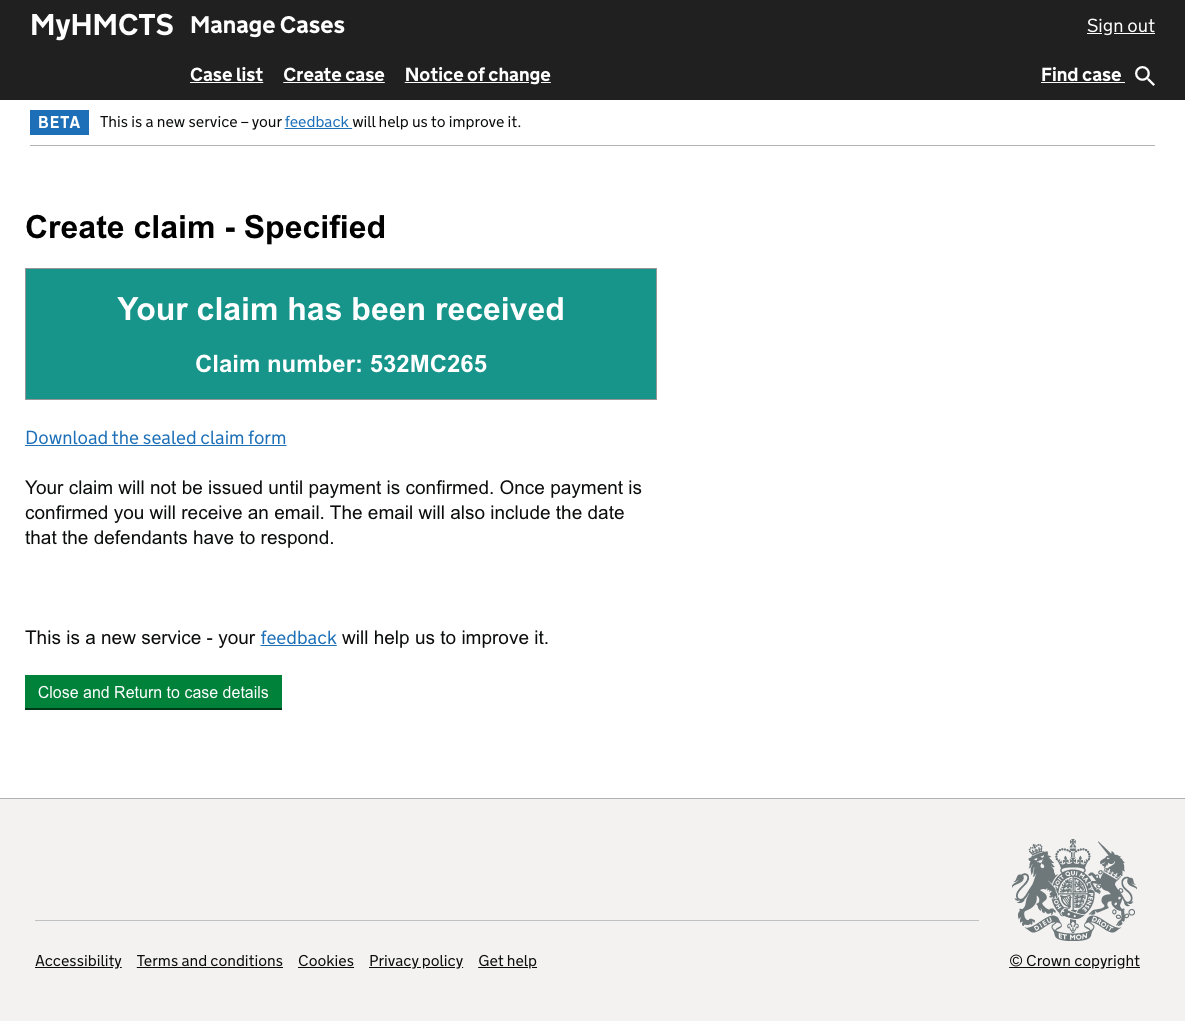 MyHMCTS Manage Cases Sign out
Case list Create case Notice of change Find case
BETA This is a new service – your feedback will help us to improve it.
Create claim - Specified
Your claim has been received
Claim number: 532MC265
Download the sealed claim form
Your claim will not be issued until payment is confirmed. Once payment is
confirmed you will receive an email. The email will also include the date
that the defendants have to respond.
This is a new service - your feedback will help us to improve it.
Close and Return to case details
DIEU ET MON DROIT
Accessibility Terms and conditions Cookies Privacy policy Get help © Crown copyright